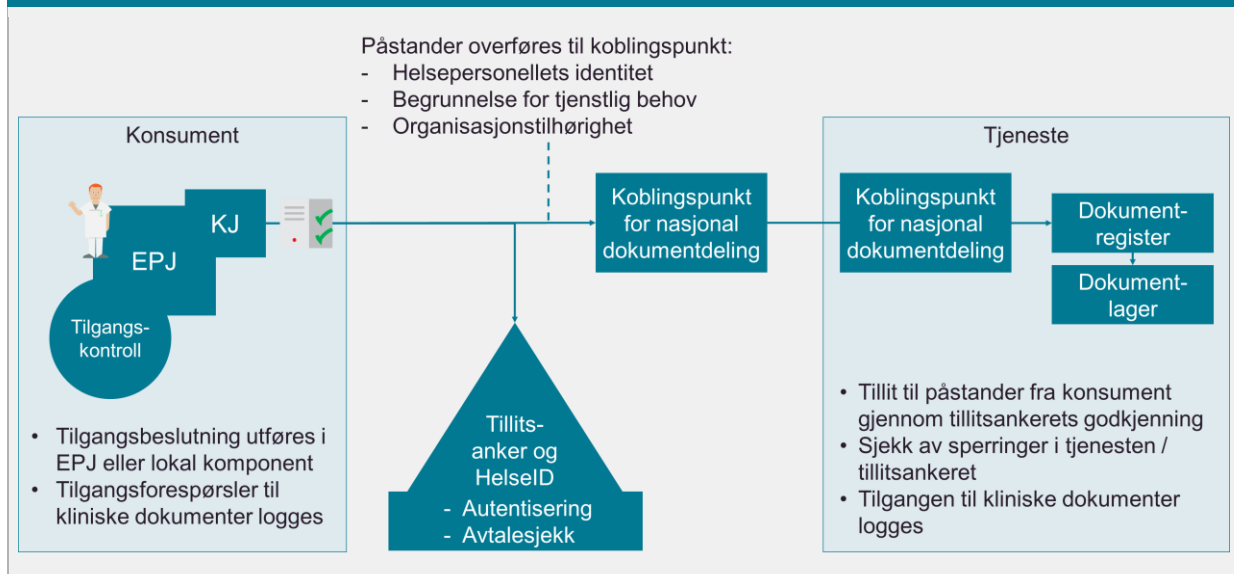 Påstander overføres til koblingspunkt:
- Helsepersonellets identitet
- Begrunnelse for tjenstlig behov
- Organisasjonstilhørighet
Konsument
KJ
EPJ
Tilgangs-
kontroll
• Tilgangsbeslutning utføres i
EPJ eller lokal komponent
• Tilgangsforespørsler til
kliniske dokumenter logges
Tillits-
anker og
HelseID
- Autentisering
- Avtalesjekk
Koblingspunkt
for nasjonal
dokumentdeling
Tjeneste
Koblingspunkt
for nasjonal
dokumentdeling
Dokument-
register
Dokument-
lager
• Tillit til påstander fra konsument
gjennom tillitsankerets godkjenning
• Sjekk av sperringer i tjenesten /
tillitsankeret
• Tilgangen til kliniske dokumenter
logges